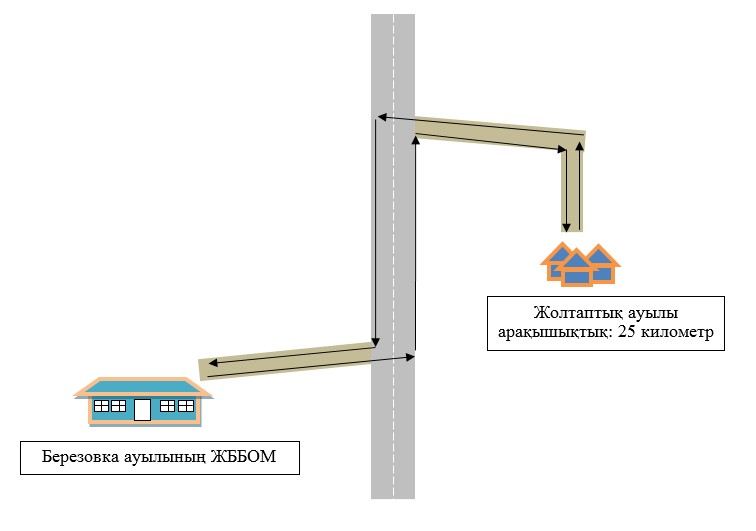 Жолтаптық ауылы
арақышықтық: 25 километр
Березовка ауылының ЖББОМ